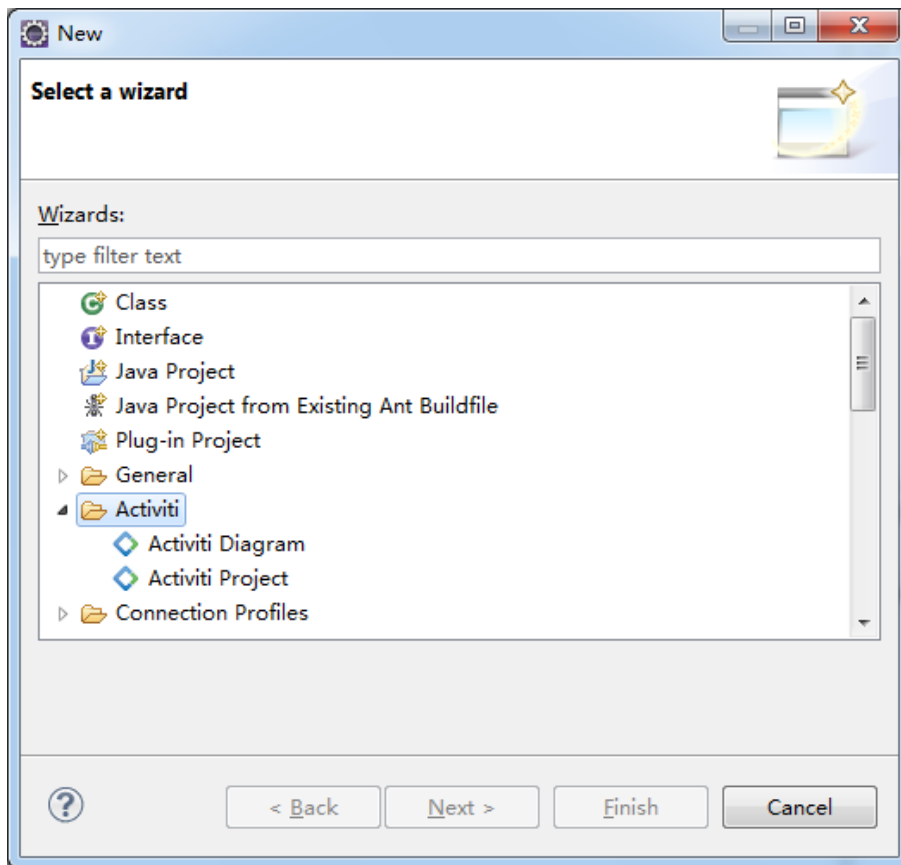 New
Select a wizard
Wizards:
type filter text
Class
Interface
Java Project
Java Project from Existing Ant Buildfile
Plug-in Project
General
Activiti
Activiti Diagram
Activiti Project
Connection Profiles
< Back
Next >
Finish
Cancel